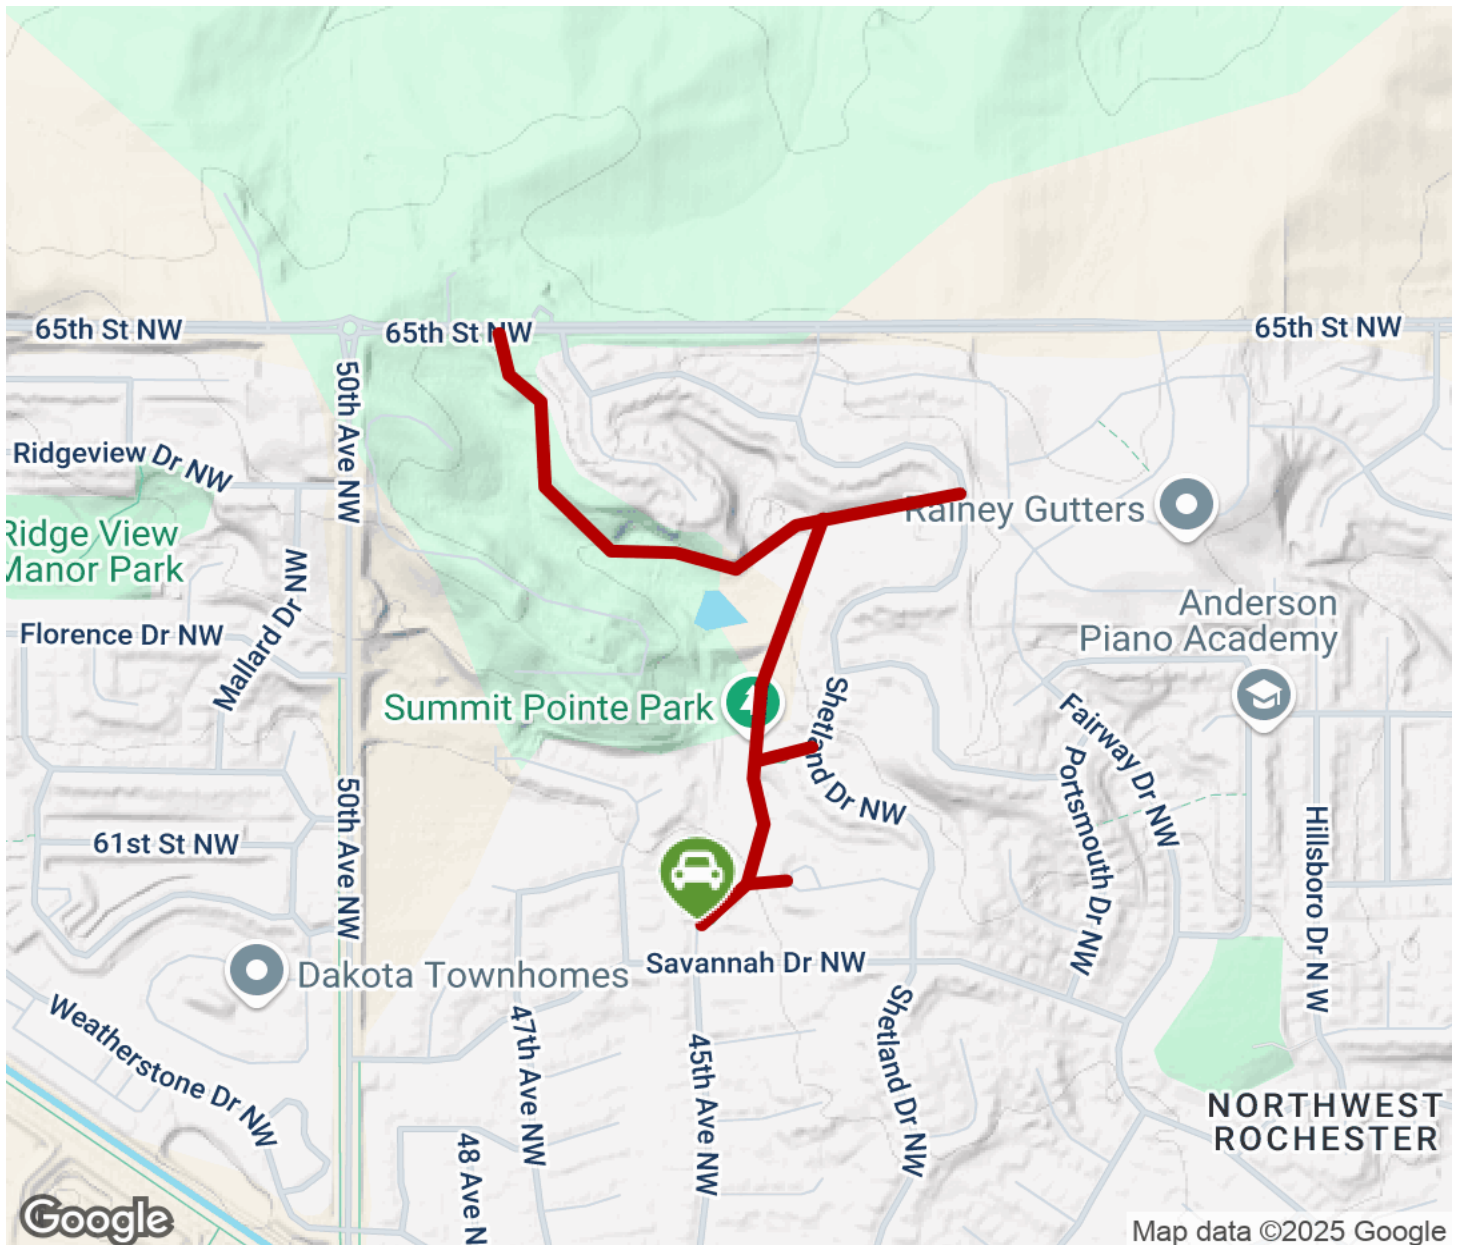 65th St NW
65th St NW
65th St NW
50th Ave NW
Ridgeview Dr NW
Rainey Gutters
Ridge View
Manor Park
Mallard Dr NW
Anderson
Piano Academy
Florence Dr NW
Summit Pointe Park
Shetland Dr NW
Fairway Dr NW
Portsmouth Dr NW
Hillsboro Dr N W
50th Ave NW
61st St NW
Savannah Dr NW
Dakota Townhomes
Weatherstone Dr NW
47th Ave NW
45th Ave NW
Shetland Dr NW
48 Ave N
NORTHWEST
ROCHESTER
Google
Map data ©2025 Google